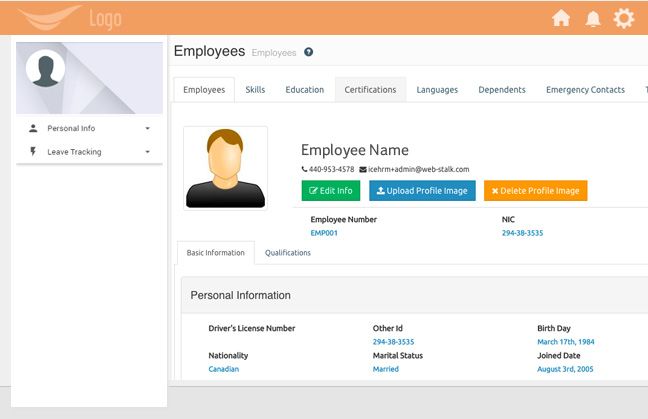 Logo
Employees Employees
Personal Info
Leave Tracking
Employees Skills Education Certifications Languages Dependents Emergency Contacts
Employee Name
440-953-4578 icehrm+admin@web-stalk.com
Edit Info Upload Profile Image Delete Profile Image
Employee Number NIC
EMP001 294-38-3535
Basic Information Qualifications
Personal Information
Driver's License Number Other Id Birth Day
294-38-3535 March 17th, 1984
Nationality Marital Status Joined Date
Canadian Married August 3rd, 2005